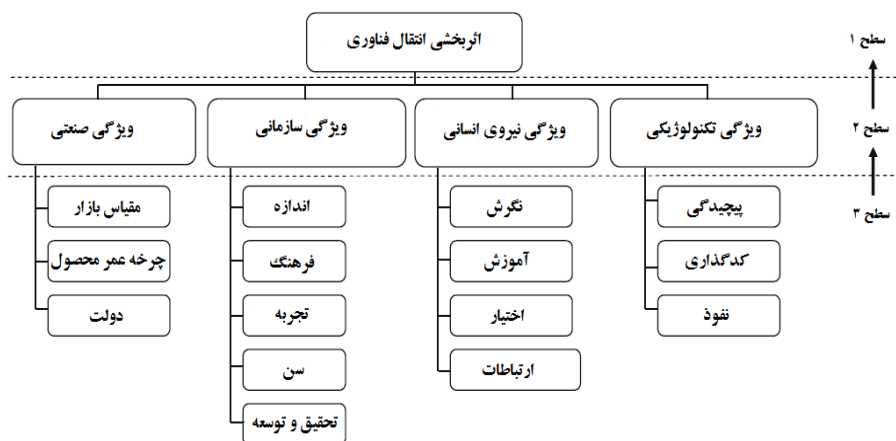 اثربخشی انتقال فناوری
سطح ۱
ویژگی تکنولوژیکی
ویژگی نیروی انسانی
ویژگی سازمانی
ویژگی صنعتی
سطح ۲
سطح ۳
پیچیدگی
کدگذاری
نفوذ
نگرش
آموزش
اختیار
ارتباطات
اندازه
فرهنگ
تجربه
سن
تحقیق و توسعه
مقیاس بازار
چرخه عمر محصول
دولت